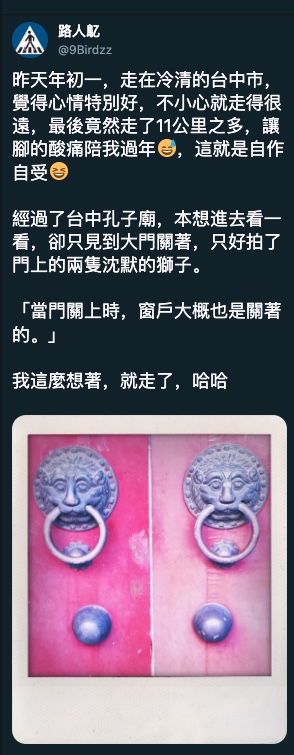 路人乪
@9Birdzz
昨天年初一，走在冷清的台中市，
覺得心情特別好，不小心就走得很
遠，最後竟然走了11公里之多，讓
腳的酸痛陪我過年😅，這就是自作
自受😆
經過了台中孔子廟，本想進去看一
看，卻只見到大門關著，只好拍了
門上的兩隻沈默的獅子。
「當門關上時，窗戶大概也是關著
的。」
我這麼想著，就走了，哈哈